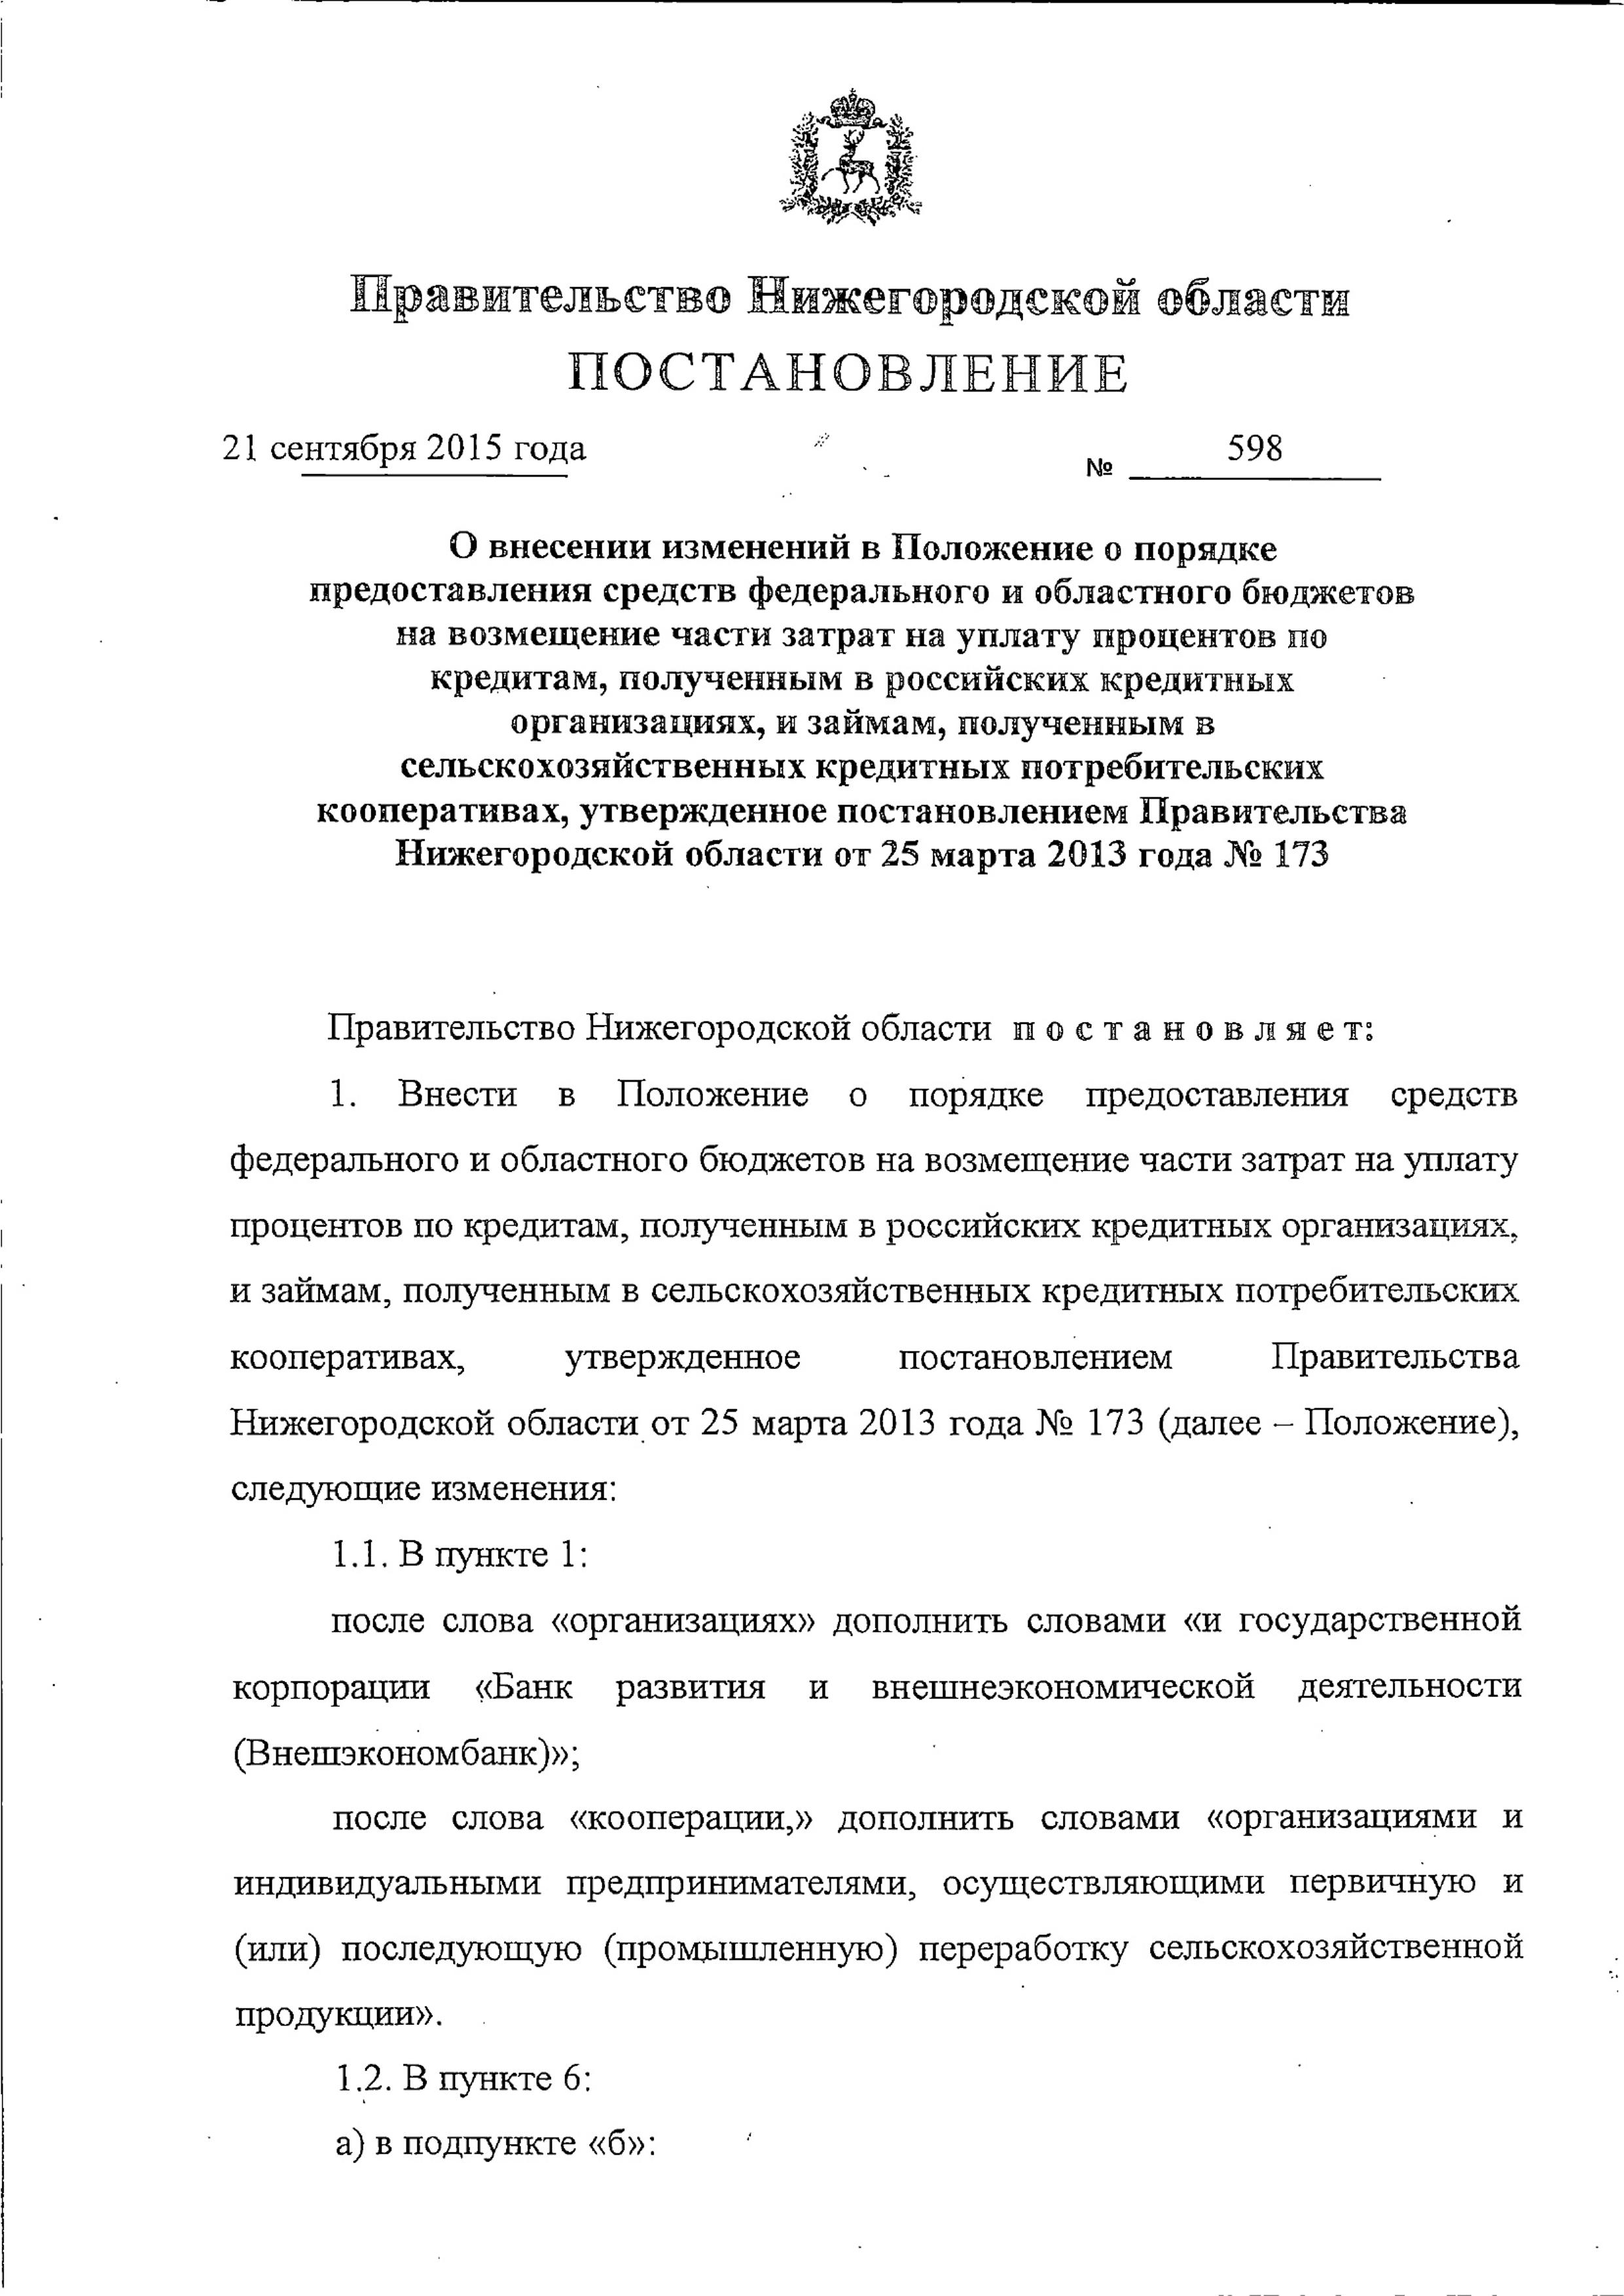 Правительство Нижегородской области
ПОСТАНОВЛЕНИЕ
21 сентября 2015 года № 598
О внесении изменений в Положение о порядке
предоставления средств федерального и областного бюджетов
на возмещение части затрат на уплату процентов по
кредитам, полученным в российских кредитных
организациях, и займам, полученным в
сельскохозяйственных кредитных потребительских
кооперативах, утвержденное постановлением Правительства
Нижегородской области от 25 марта 2013 года № 173
Правительство Нижегородской области п о с т а н о в л я е т:
1. Внести в Положение о порядке предоставления средств
федерального и областного бюджетов на возмещение части затрат на уплату
процентов по кредитам, полученным в российских кредитных организациях,
и займам, полученным в сельскохозяйственных кредитных потребительских
кооперативах, утвержденное постановлением Правительства
Нижегородской области от 25 марта 2013 года № 173 (далее – Положение),
следующие изменения:
1.1. В пункте 1:
после слова «организациях» дополнить словами «и государственной
корпорации «Банк развития и внешнеэкономической деятельности
(Внешэкономбанк)»;
после слова «кооперации,» дополнить словами «организациями и
индивидуальными предпринимателями, осуществляющими первичную и
(или) последующую (промышленную) переработку сельскохозяйственной
продукции».
1.2. В пункте 6:
а) в подпункте «б»: